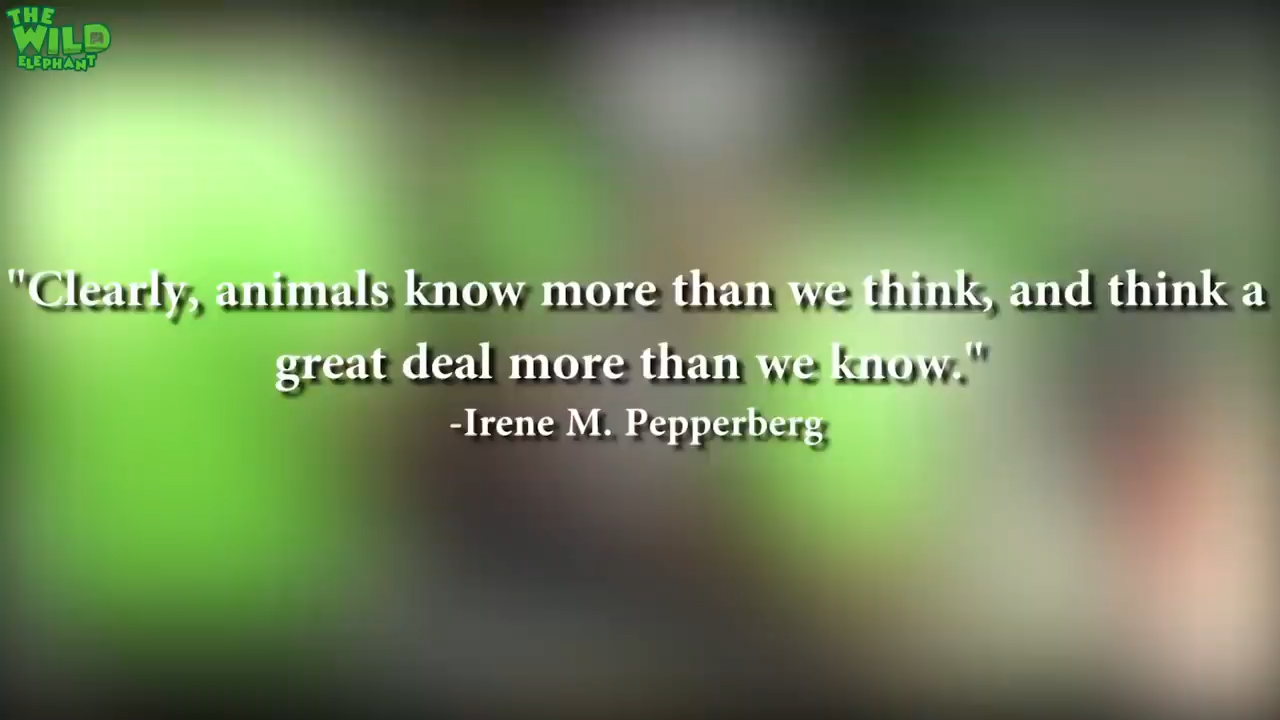 THE
WILD
ELEPHANT
"Clearly, animals know more than we think, and think a
great deal more than we know."
-Irene M. Pepperberg